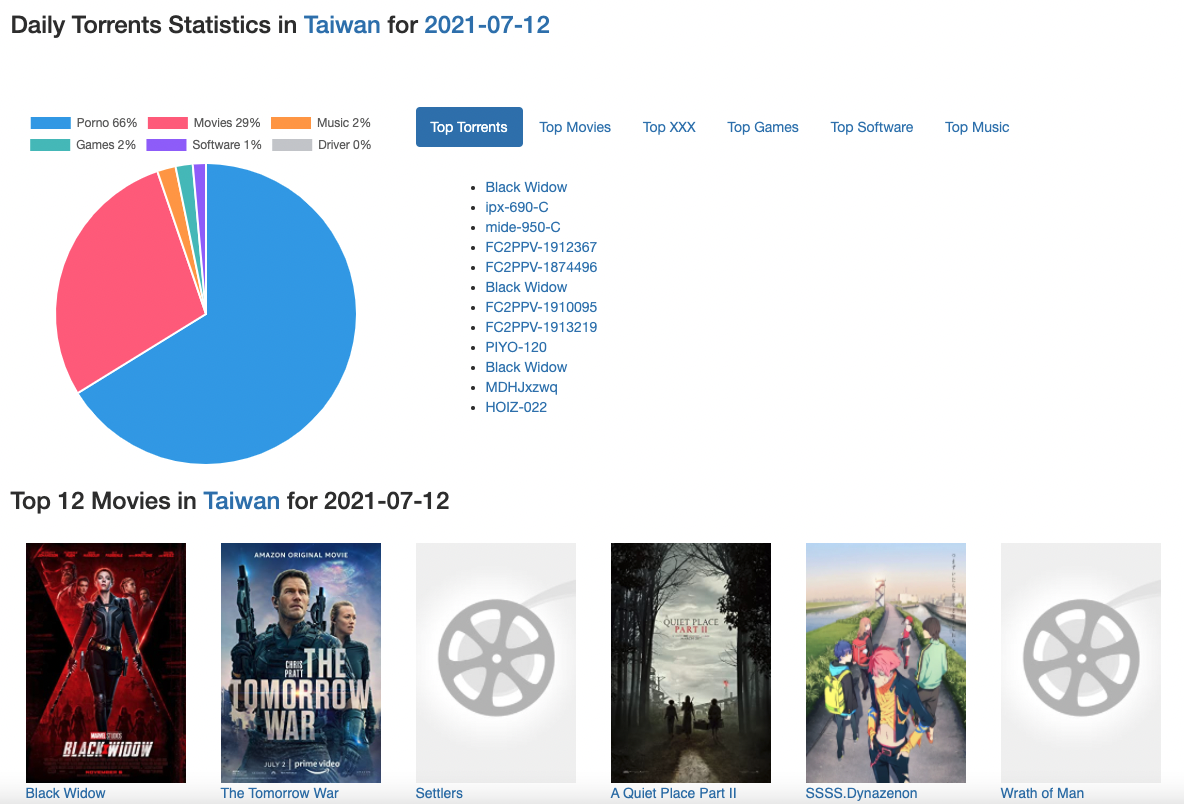 Daily Torrents Statistics in Taiwan for 2021-07-12
Porno 66% Movies 29% Music 2%
Games 2% Software 1% Driver 0%
Top Torrents Top Movies Top XXX Top Games Top Software Top Music
Black Widow
ipx-690-C
mide-950-C
FC2PPV-1912367
FC2PPV-1874496
Black Widow
FC2PPV-1910095
FC2PPV-1913219
PIYO-120
Black Widow
MDHJxzwq
HOIZ-022
Top 12 Movies in Taiwan for 2021-07-12
MARVEL STUDIOS
BLACK WIDOW
NOVEMBER 6
AMAZON ORIGINAL MOVIE
CHRIS
PRATT
THE
TOMORROW
WAR
JULY 2 | prime video
A QUIET PLACE
PART II
Black Widow The Tomorrow War Settlers A Quiet Place Part II SSSS.Dynazenon Wrath of Man